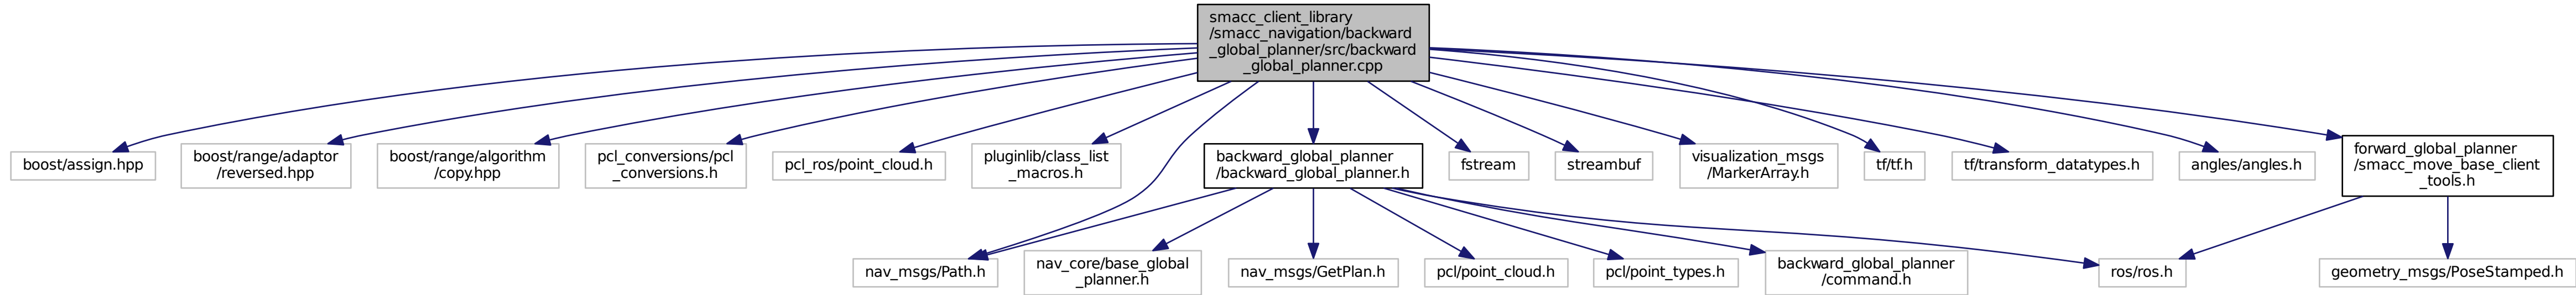 smacc_client_library
/smacc_navigation/backward
_global_planner/src/backward
_global_planner.cpp
boost/assign.hpp
boost/range/adaptor
/reversed.hpp
boost/range/algorithm
/copy.hpp
pcl_conversions/pcl
_conversions.h
pcl_ros/point_cloud.h
pluginlib/class_list
_macros.h
backward_global_planner
/backward_global_planner.h
fstream
streambuf
visualization_msgs
/MarkerArray.h
tf/tf.h
tf/transform_datatypes.h
angles/angles.h
forward_global_planner
/smacc_move_base_client
_tools.h
nav_msgs/Path.h
nav_core/base_global
_planner.h
nav_msgs/GetPlan.h
pcl/point_cloud.h
pcl/point_types.h
backward_global_planner
/command.h
ros/ros.h
geometry_msgs/PoseStamped.h